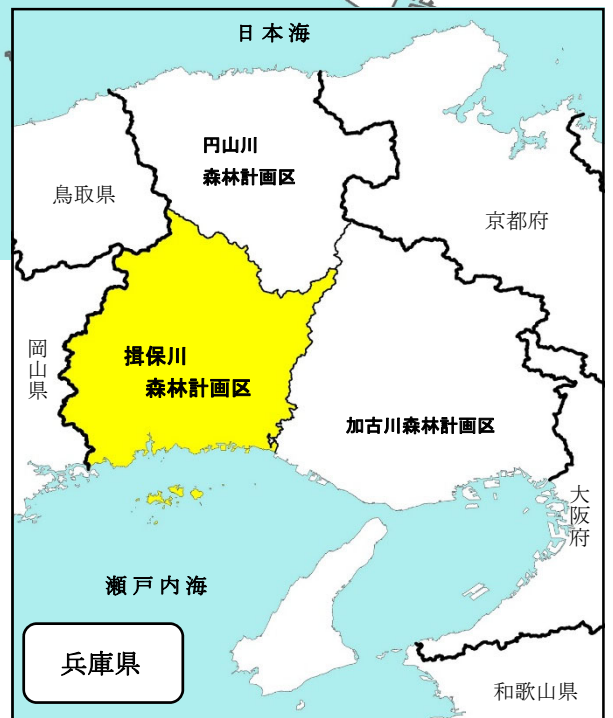 日本海
円山川
森林計画区
鳥取県
京都府
岡山県
揖保川
森林計画区
加古川森林計画区
大阪府
瀬戸内海
兵庫県
和歌山県